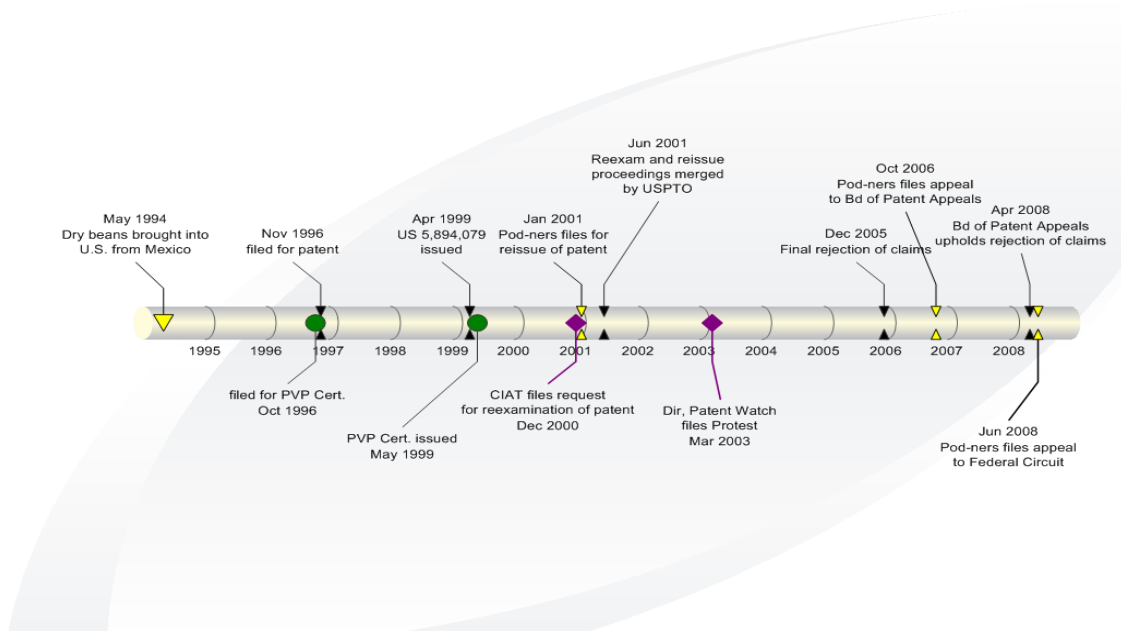 Jun 2001
Reexam and reissue
proceedings merged
by USPTO
Oct 2006
Pod-ners files appeal
to Bd of Patent Appeals
May 1994
Dry beans brought into
U.S. from Mexico
Nov 1996
filed for patent
Apr 1999
US 5,894,079
issued
Jan 2001
Pod-ners files for
reissue of patent
Dec 2005
Final rejection of claims
Apr 2008
Bd of Patent Appeals
upholds rejection of claims
1995 1996 1997 1998 1999 2000 2001 2002 2003 2004 2005 2006 2007 2008
filed for PVP Cert.
Oct 1996
PVP Cert. issued
May 1999
CIAT files request
for reexamination of patent
Dec 2000
Dir, Patent Watch
files Protest
Mar 2003
Jun 2008
Pod-ners files appeal
to Federal Circuit